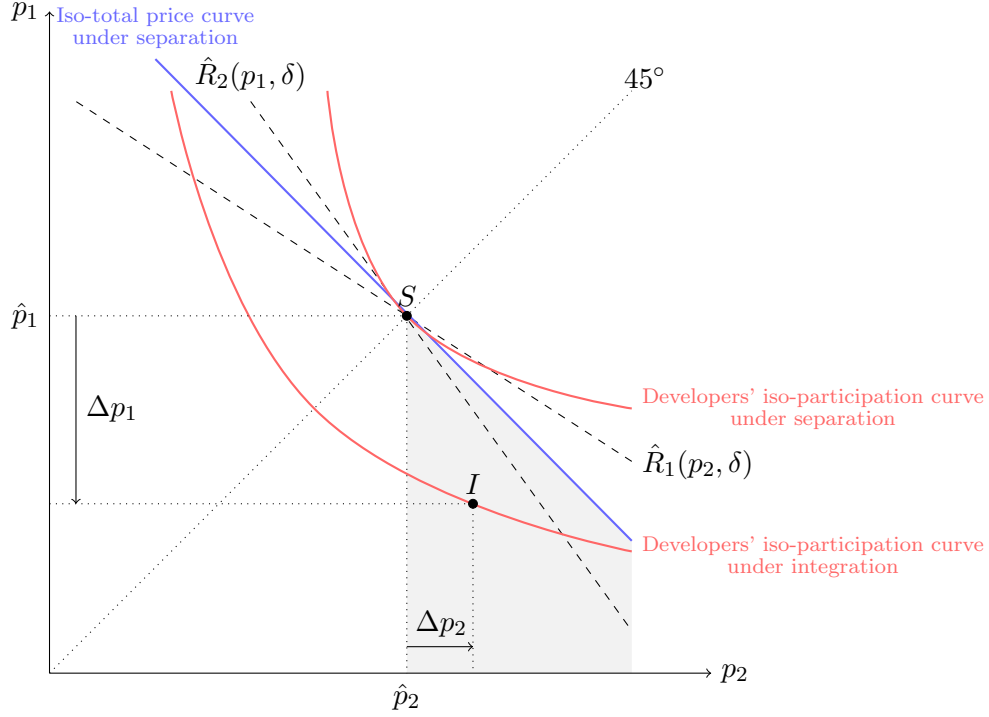 p₁
Iso-total price curve
under separation
R̂₂(p₁, δ)
45°
S
p̂₁
Δp₁
Developers' iso-participation curve
under separation
R̂₁(p₂, δ)
I
Developers' iso-participation curve
under integration
Δp₂
p₂
p̂₂